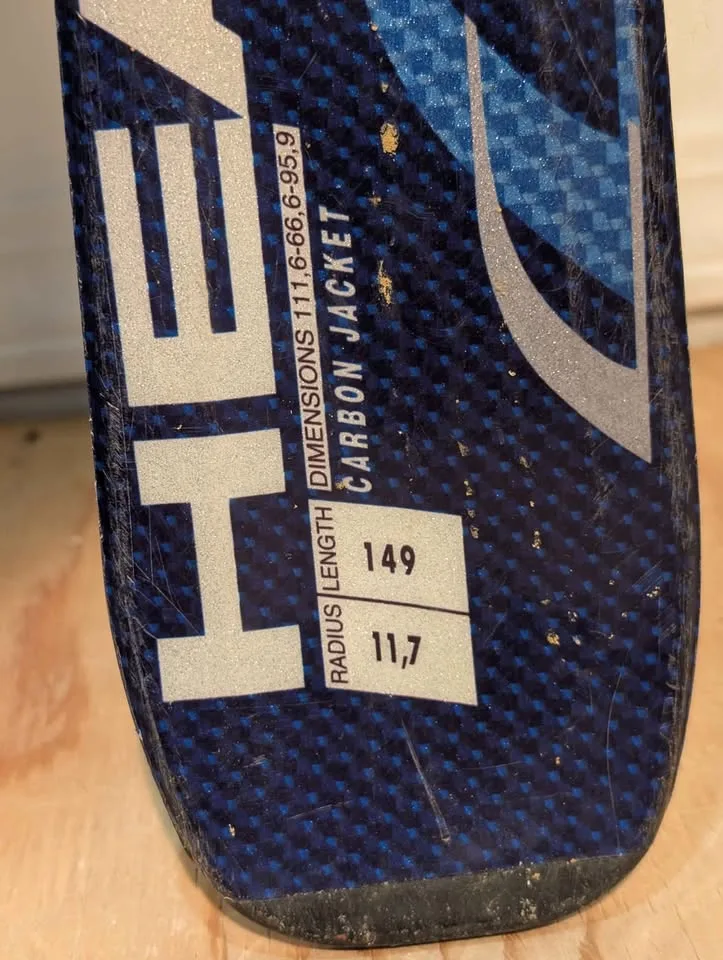 HEA
DIMENSIONS 111,6-66,6-95,9
CARBON JACKET
LENGTH 149
RADIUS 11,7